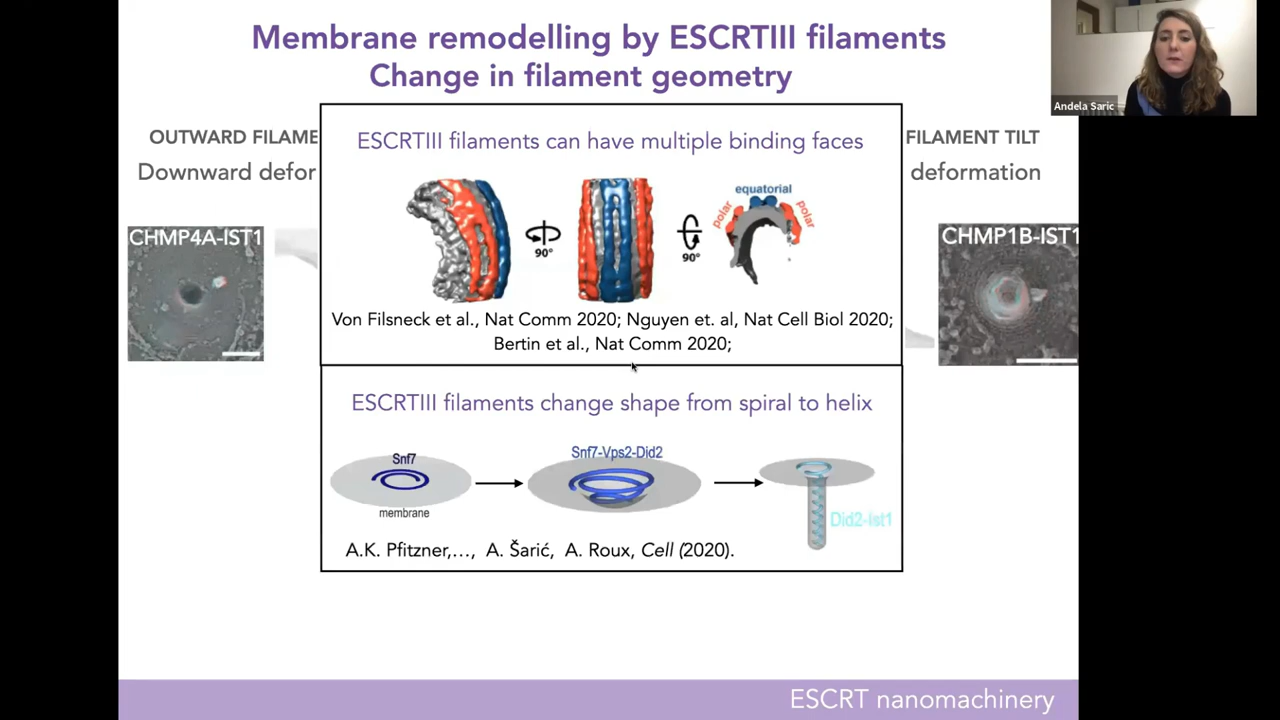 Membrane remodelling by ESCRTIII filaments
Change in filament geometry
Andela Saric
OUTWARD FILAME
Downward defor
FILAMENT TILT
deformation
CHMP4A-IST1
CHMP1B-IST1
ESCRTIII filaments can have multiple binding faces
equatorial
polar
polar
90°
90°
Von Filsneck et al., Nat Comm 2020; Nguyen et. al, Nat Cell Biol 2020;
Bertin et al., Nat Comm 2020;
ESCRTIII filaments change shape from spiral to helix
Snf7
membrane
Snf7-Vps2-Did2
Did2-Ist1
A.K. Pfitzner,..., A. Šarić, A. Roux, Cell (2020).
ESCRT nanomachinery